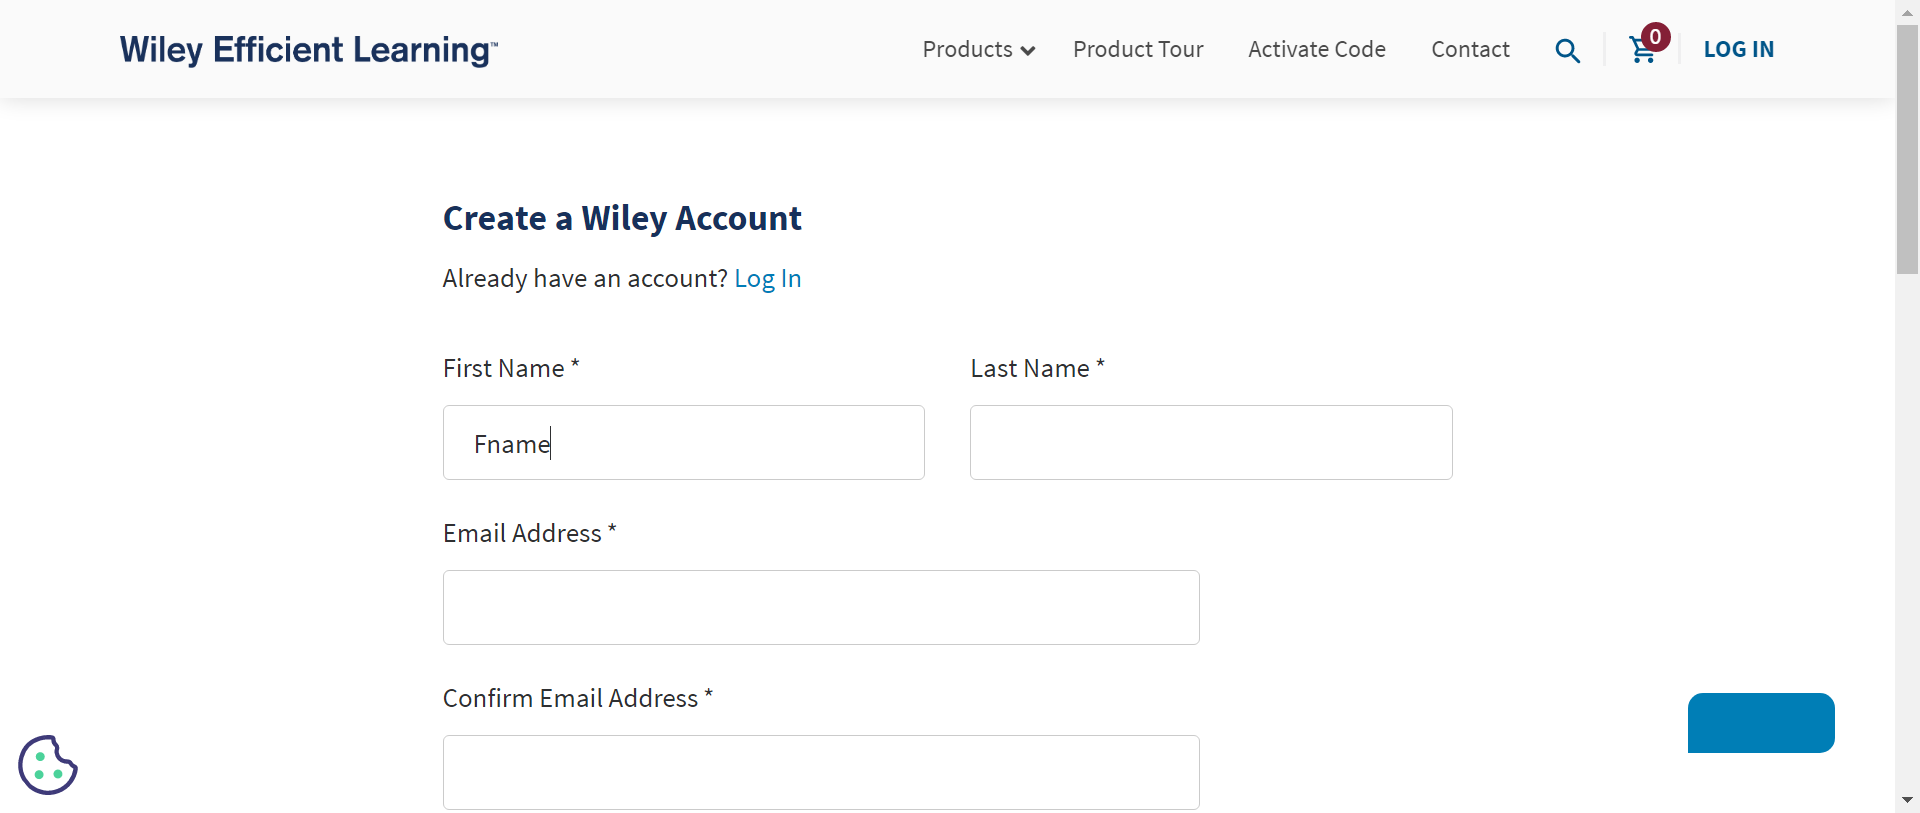 Wiley Efficient Learning™
Products
Product Tour
Activate Code
Contact
0
LOG IN
Create a Wiley Account
Already have an account? Log In
First Name *
Last Name *
Fname
Email Address *
Confirm Email Address *